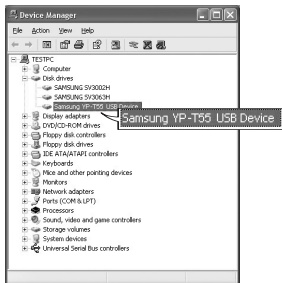 Device Manager
File Action View Help
TESTPC
Computer
Disk drives
SAMSUNG SV3002H
SAMSUNG SV3063H
Samsung YP-T55 USB Device
Display adapters
Samsung YP-T55 USB Device
DVD/CD-ROM drives
Floppy disk controllers
Floppy disk drives
IDE ATA/ATAPI controllers
Keyboards
Mice and other pointing devices
Monitors
Network adapters
Ports (COM & LPT)
Processors
Sound, video and game controllers
Storage volumes
System devices
Universal Serial Bus controllers